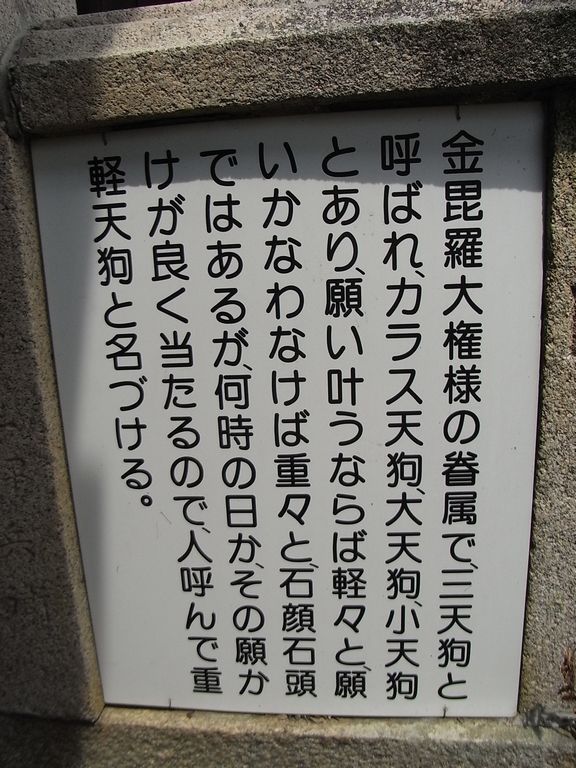 金毘羅大権様の眷属で、三天狗と
呼ばれ、カラス天狗、大天狗、小天狗
とあり、願い叶うならば軽々と、願
いかなわなけば重々と、石顔石頭
ではあるが、何時の日か、その願か
けが良く当たるので、人呼んで重
軽天狗と名づける。